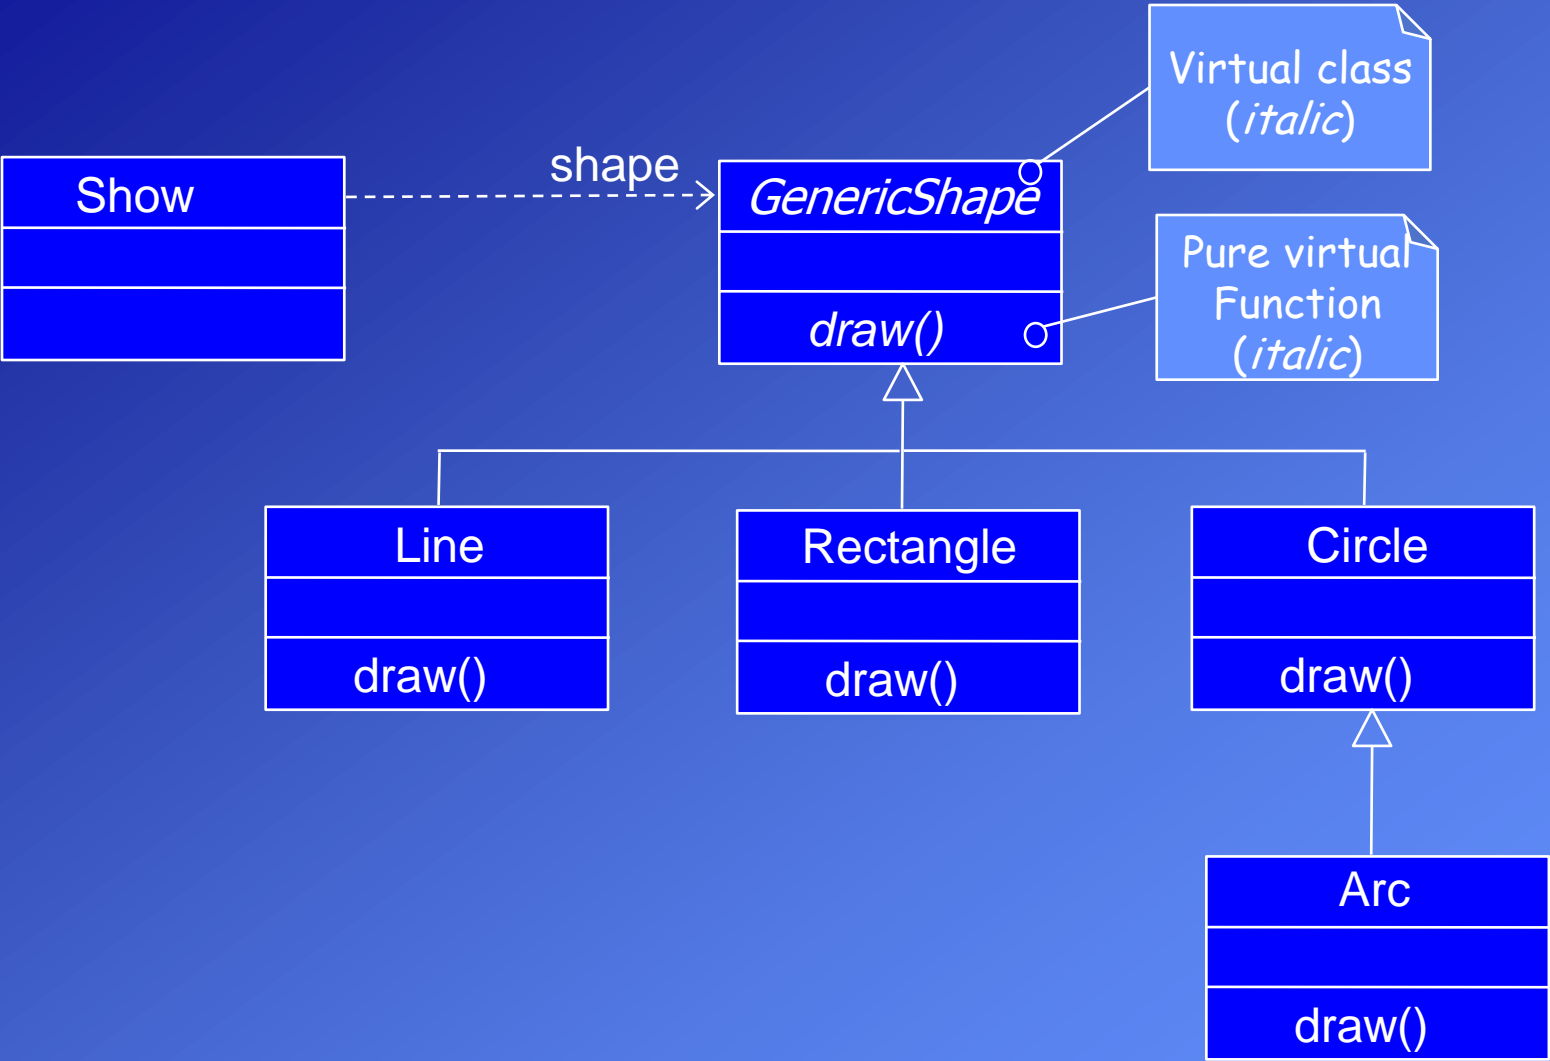 Virtual class
(italic)
shape
Show
GenericShape
Pure virtual
Function
(italic)
draw()
Line
Rectangle
Circle
draw()
draw()
draw()
Arc
draw()